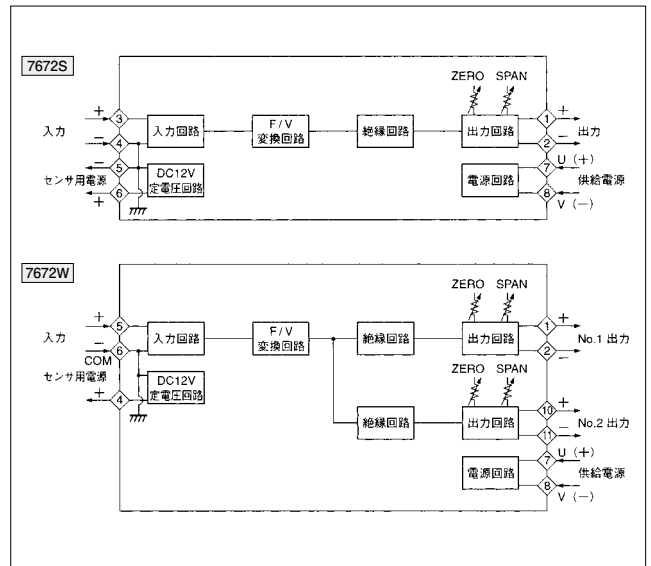 7672S
ZERO SPAN
+ ③ 入力回路 F/V 変換回路 絶縁回路 出力回路 ① +
入力 出力
− ④ ② −
− ⑤ DC12V 定電圧回路 電源回路 ⑦ U (+)
センサ用電源 供給電源
+ ⑥ ⑧ V (−)
7672W
ZERO SPAN
+ ⑤ 入力回路 F/V 変換回路 絶縁回路 出力回路 ① +
入力 No.1 出力
− ⑥ ② −
COM
センサ用電源 DC12V 定電圧回路 ZERO SPAN
+ ④ 絶縁回路 出力回路 ⑩ +
No.2 出力
⑪ −
電源回路 ⑦ U (+)
供給電源
⑧ V (−)